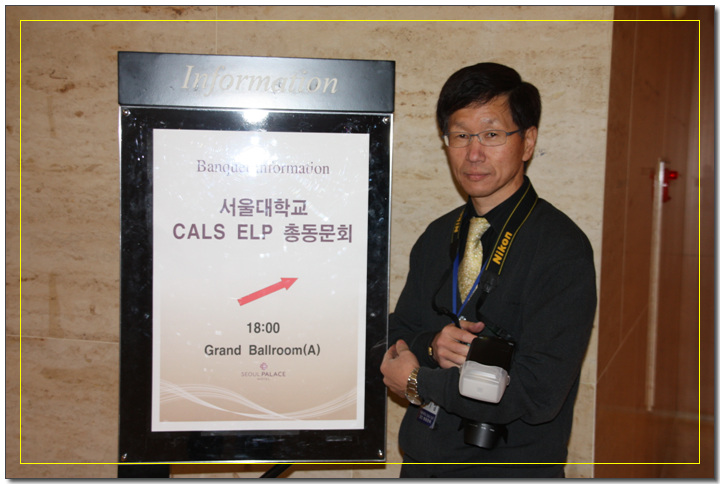 Information
Banquet Information
서울대학교
CALS ELP 총동문회
18:00
Grand Ballroom(A)
SEOUL PALACE
Nikon